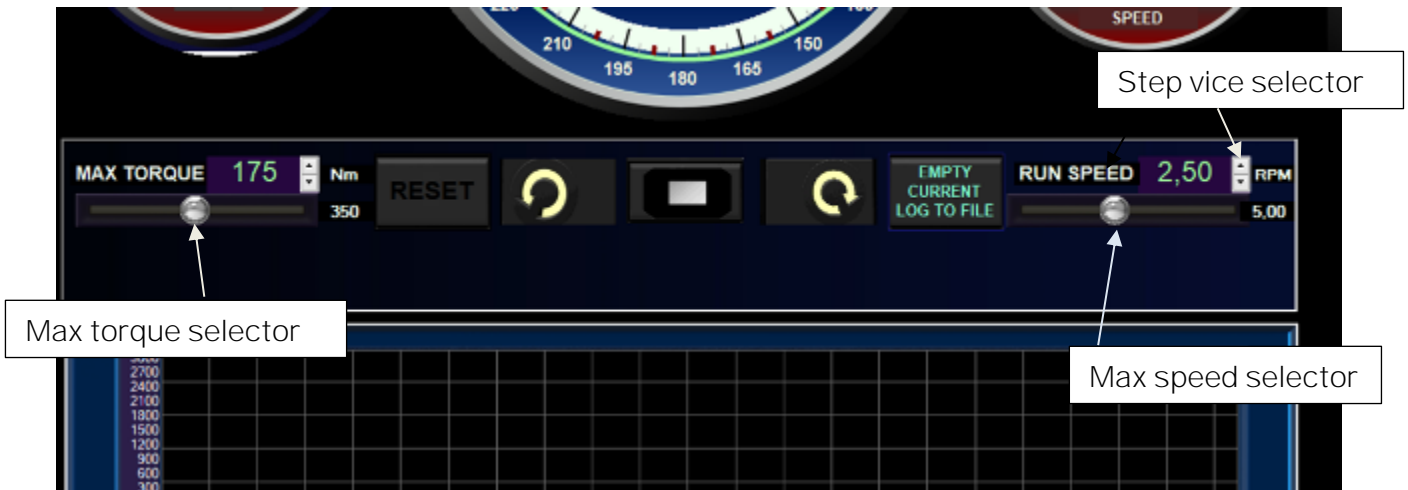 SPEED
210
195
180
165
150
Step vice selector
MAX TORQUE 175 Nm
350
RESET
EMPTY
CURRENT
LOG TO FILE
RUN SPEED 2,50 RPM
5,00
Max torque selector
Max speed selector
2700
2400
2100
1800
1500
1200
900
600
300